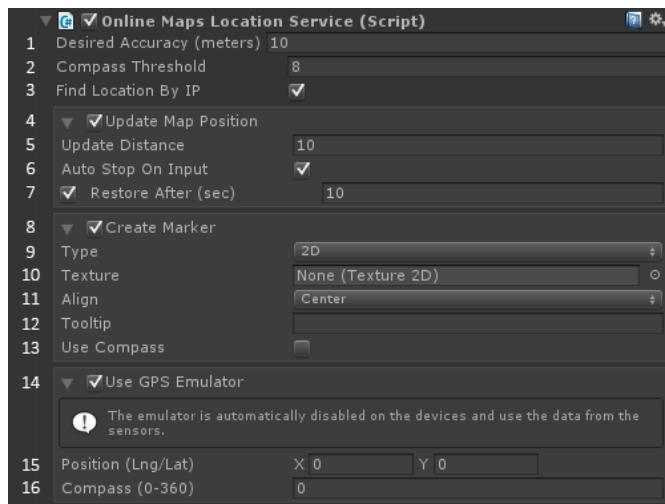 Online Maps Location Service (Script)
1 Desired Accuracy (meters) 10
2 Compass Threshold 8
3 Find Location By IP
4 Update Map Position
5 Update Distance 10
6 Auto Stop On Input
7 Restore After (sec) 10
8 Create Marker
9 Type 2D
10 Texture None (Texture 2D)
11 Align Center
12 Tooltip
13 Use Compass
14 Use GPS Emulator
The emulator is automatically disabled on the devices and use the data from the
sensors.
15 Position (Lng/Lat) X 0 Y 0
16 Compass (0-360) 0